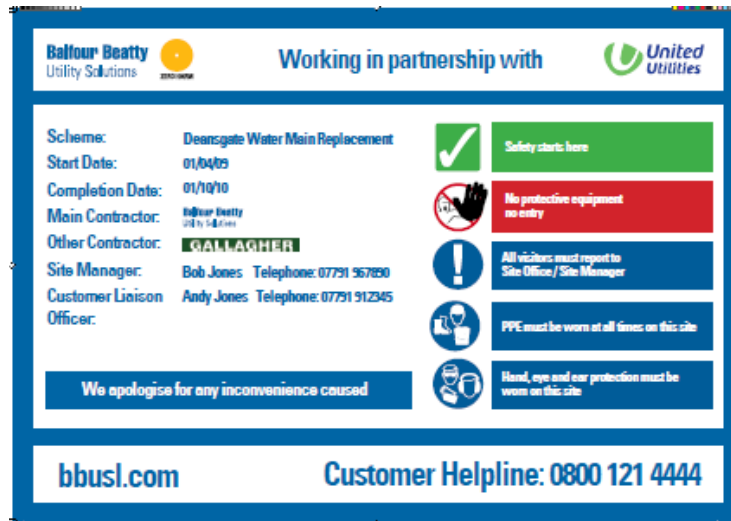 Balfour Beatty
Utility Solutions
ZERO HARM
Working in partnership with
United
Utilities
Scheme: Deansgate Water Main Replacement
Start Date: 01/04/09
Completion Date: 01/10/10
Main Contractor: Balfour Beatty
Utility Solutions
Other Contractor: GALLAGHER
Site Manager: Bob Jones Telephone: 07791 967890
Customer Liaison Andy Jones Telephone: 07791 912345
Officer:
We apologise for any inconvenience caused
Safety starts here
No protective equipment
no entry
All visitors must report to
Site Office / Site Manager
PPE must be worn at all times on this site
Hand, eye and ear protection must be
worn on this site
bbusl.com
Customer Helpline: 0800 121 4444